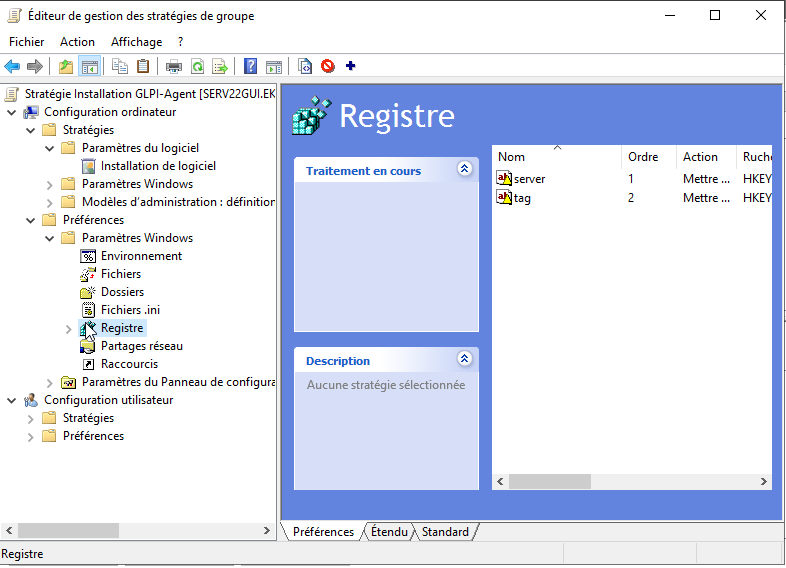 Éditeur de gestion des stratégies de groupe
Fichier Action Affichage ?
Stratégie Installation GLPI-Agent [SERV22GUI.EK
Configuration ordinateur
Stratégies
Paramètres du logiciel
Installation de logiciel
Paramètres Windows
Modèles d'administration : définition
Préférences
Paramètres Windows
Environnement
Fichiers
Dossiers
Fichiers .ini
Registre
Partages réseau
Raccourcis
Paramètres du Panneau de configura
Configuration utilisateur
Stratégies
Préférences
Registre
Traitement en cours
Description
Aucune stratégie sélectionnée
Nom Ordre Action Ruche
server 1 Mettre ... HKEY
tag 2 Mettre ... HKEY
Préférences Étendu Standard
Registre